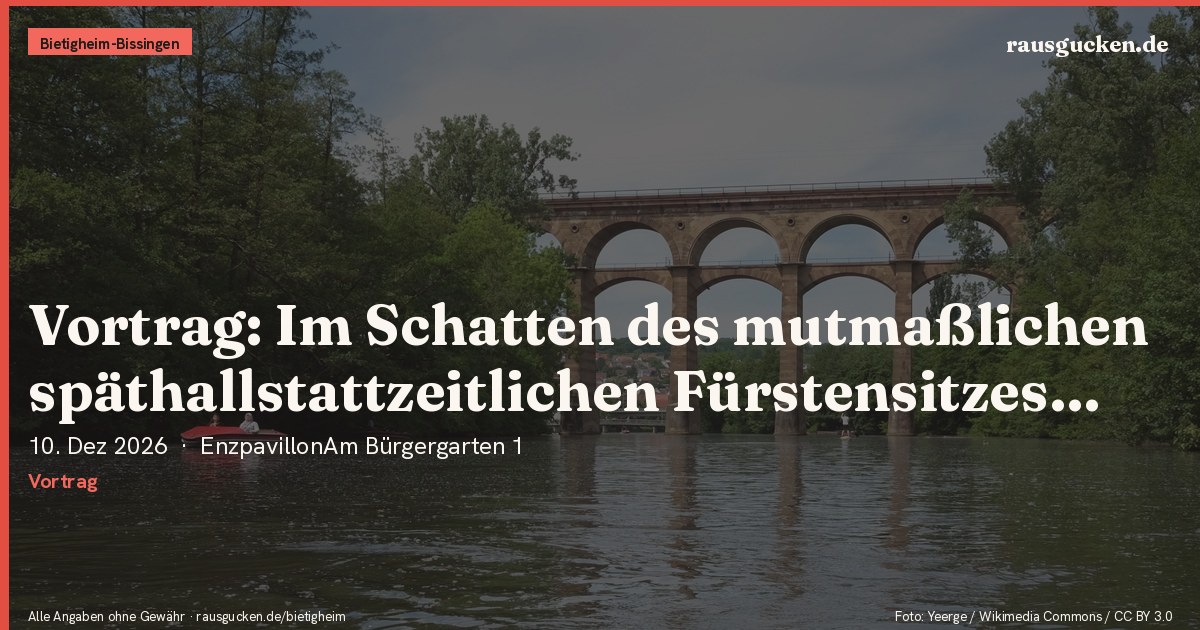 Bietigheim-Bissingen
rausgucken.de
Vortrag: Im Schatten des mutmaßlichen
späthallstattzeitlichen Fürstensitzes...
10. Dez 2026 · EnzpavillonAm Bürgergarten 1
Vortrag
Alle Angaben ohne Gewähr · rausgucken.de/bietigheim
Foto: Yeerge / Wikimedia Commons / CC BY 3.0